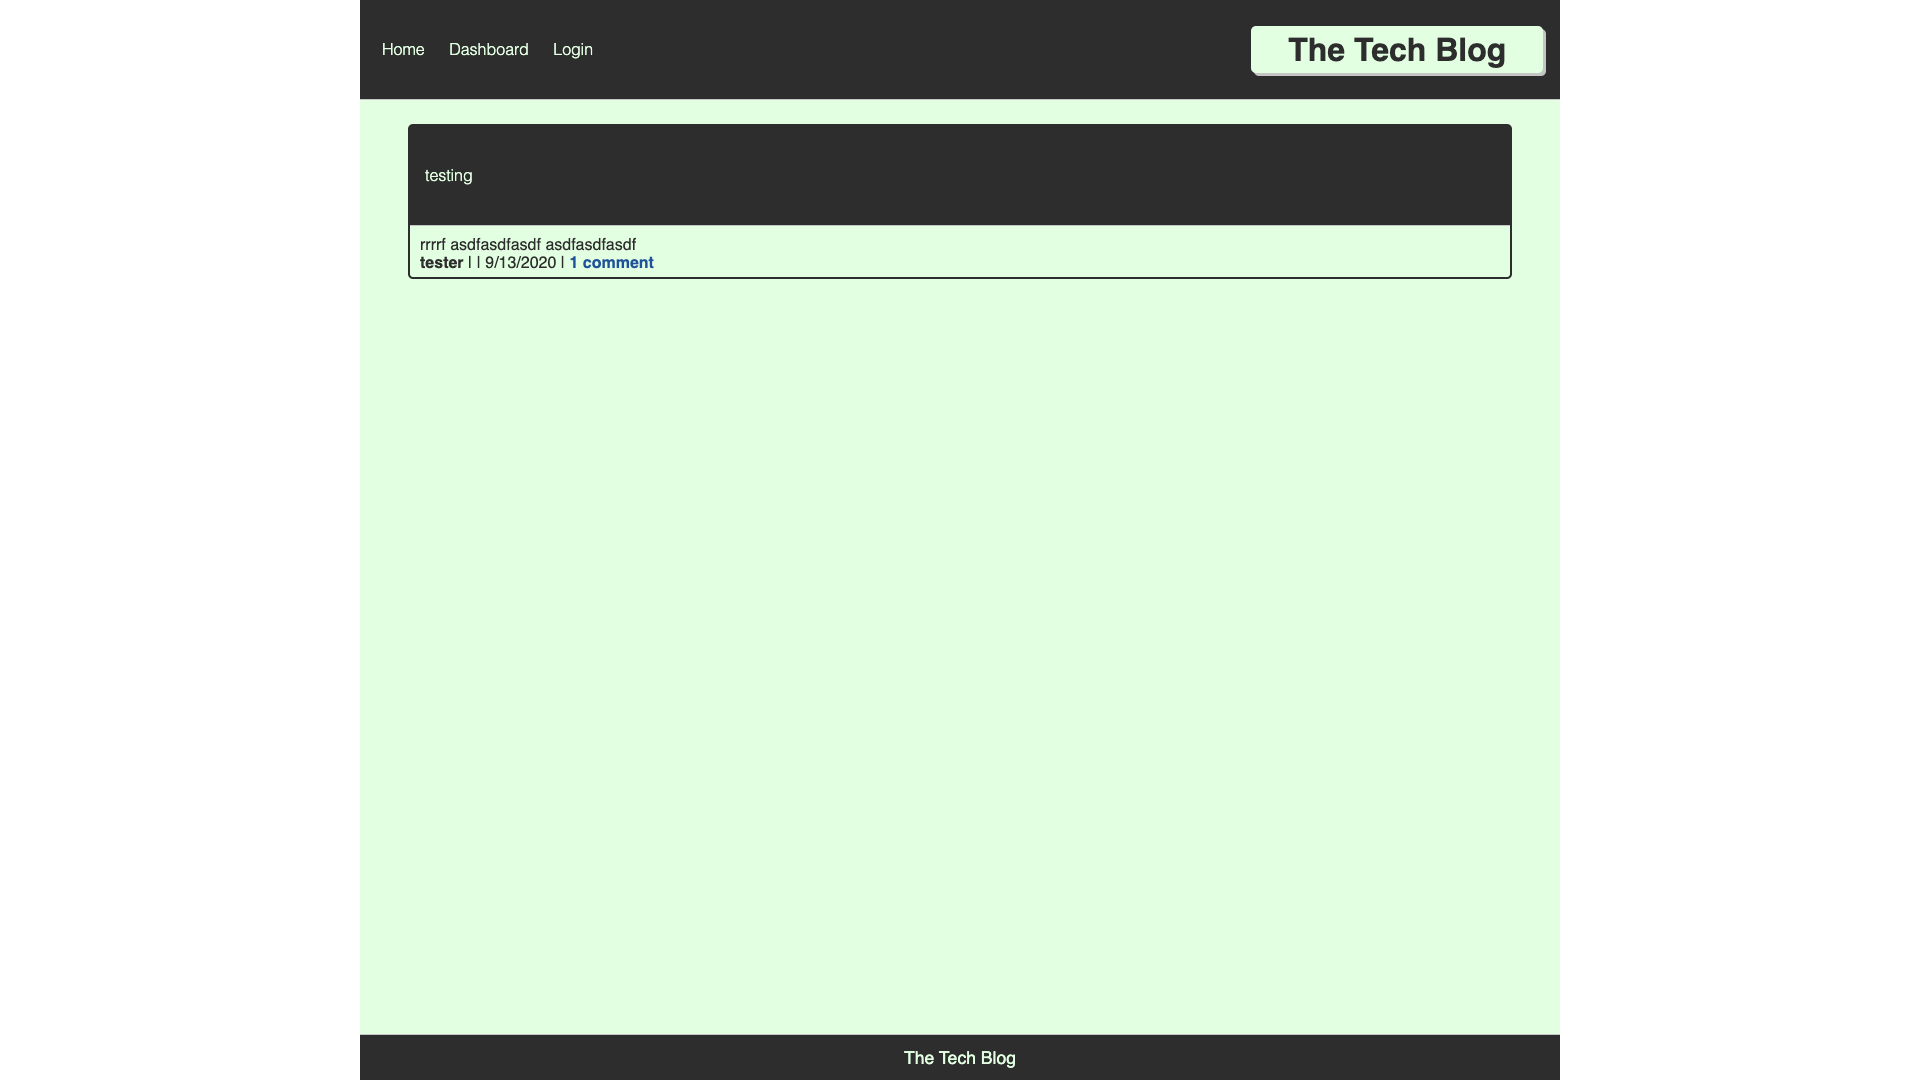 Home Dashboard Login
The Tech Blog
testing
rrrrf asdfasdfasdf asdfasdfasdf
tester | | 9/13/2020 | 1 comment
The Tech Blog